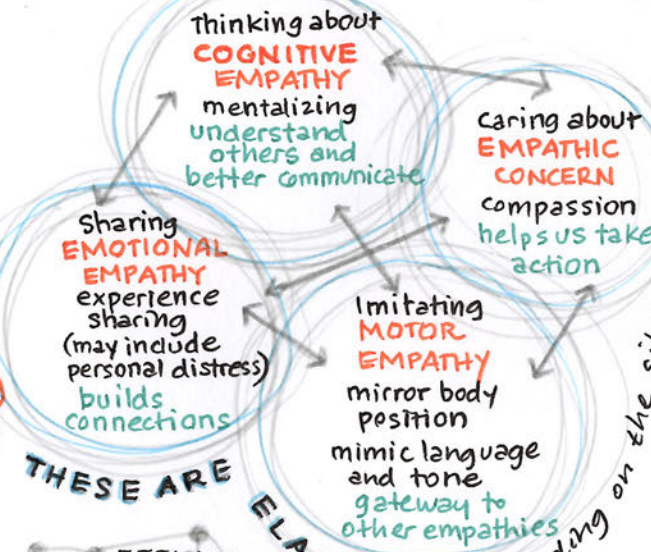 Thinking about
COGNITIVE
EMPATHY
mentalizing
understand
others and
better communicate
Caring about
EMPATHIC
CONCERN
compassion
helps us take
action
Sharing
EMOTIONAL
EMPATHY
experience
sharing
(may include
personal distress)
builds
connections
Imitating
MOTOR
EMPATHY
mirror body
position
mimic language
and tone
gateway to
other empathies
THESE ARE
on the